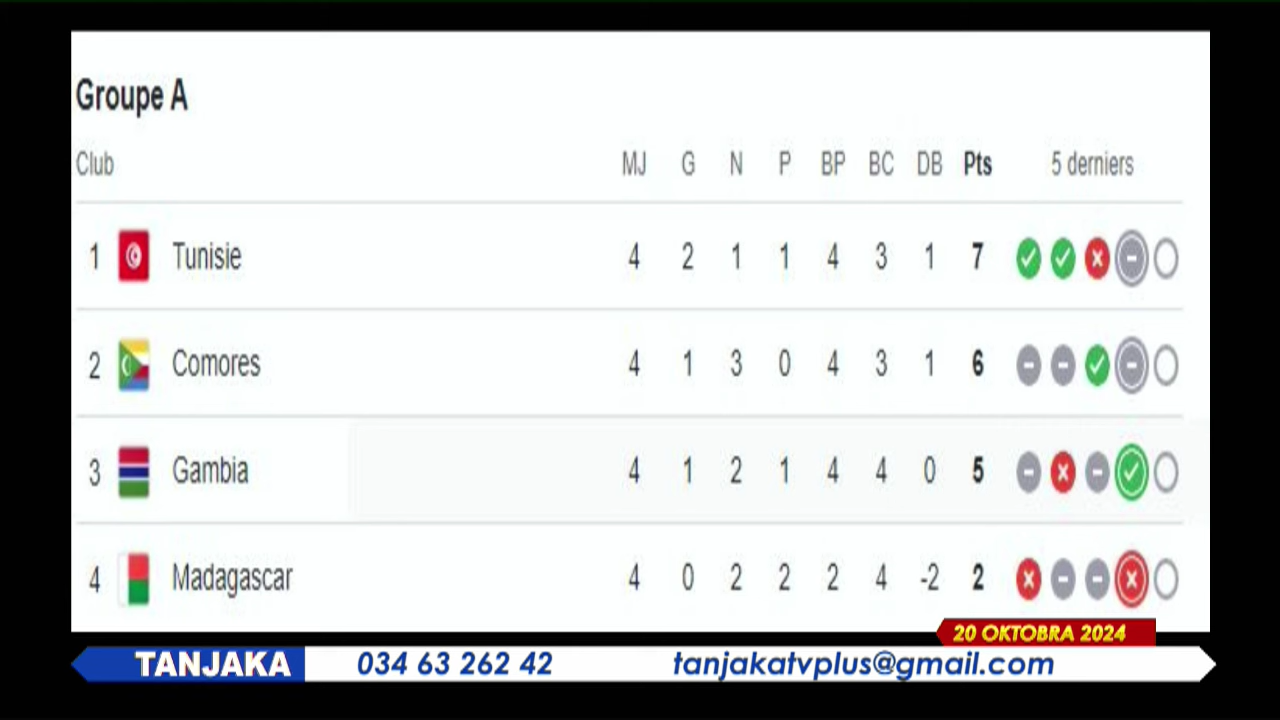 Groupe A
Club MJ G N P BP BC DB Pts 5 derniers
1 Tunisie 4 2 1 1 4 3 1 7
2 Comores 4 1 3 0 4 3 1 6
3 Gambia 4 1 2 1 4 4 0 5
4 Madagascar 4 0 2 2 2 4 -2 2
20 OKTOBRA 2024
TANJAKA 034 63 262 42 tanjakatvplus@gmail.com